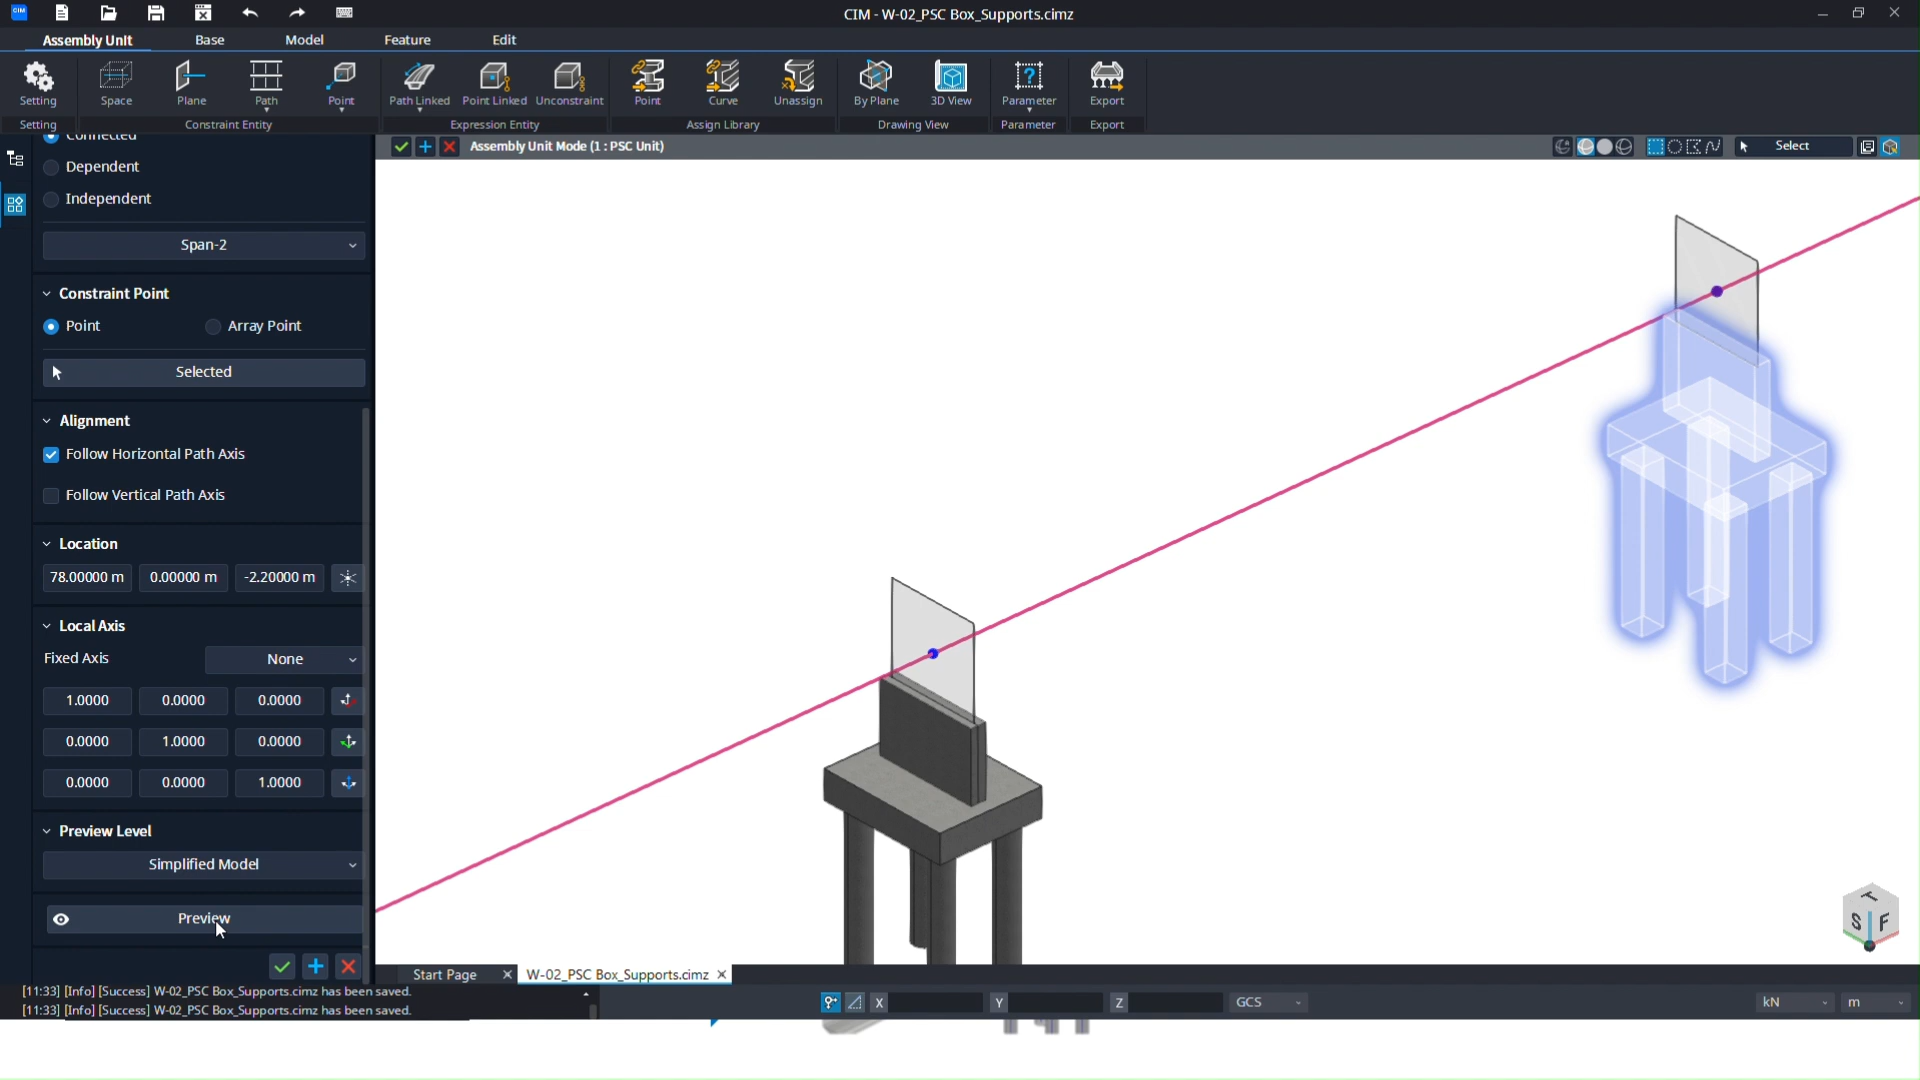 CIM
CIM - W-02_PSC Box_Supports.cimz
Assembly Unit
Base
Model
Feature
Edit
Setting
Space
Plane
Path
Point
Path Linked
Point Linked
Unconstraint
Point
Curve
Unassign
By Plane
3D View
Parameter
Export
Setting
Constraint Entity
Expression Entity
Assign Library
Drawing View
Parameter
Export
Connected
Assembly Unit Mode (1 : PSC Unit)
Select
Dependent
Independent
Span-2
Constraint Point
Point
Array Point
Selected
Alignment
Follow Horizontal Path Axis
Follow Vertical Path Axis
Location
78.00000 m
0.00000 m
-2.20000 m
Local Axis
Fixed Axis
None
1.0000
0.0000
0.0000
0.0000
1.0000
0.0000
0.0000
0.0000
1.0000
Preview Level
Simplified Model
Preview
T
S
F
Start Page
W-02_PSC Box_Supports.cimz
[11:33] [Info] [Success] W-02_PSC Box_Supports.cimz has been saved.
[11:33] [Info] [Success] W-02_PSC Box_Supports.cimz has been saved.
X
Y
Z
GCS
kN
m